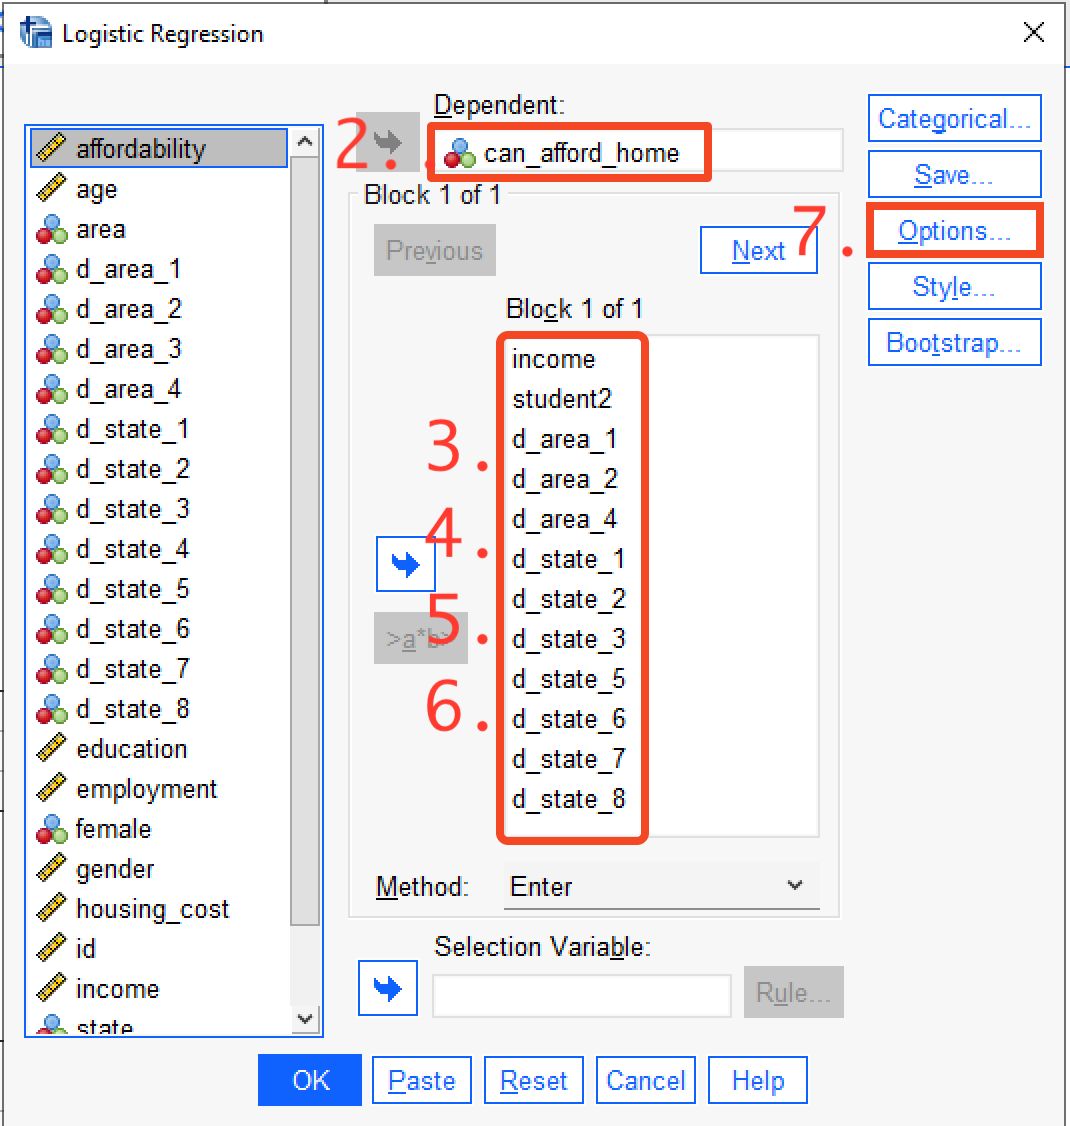 Logistic Regression
affordability
age
area
d_area_1
d_area_2
d_area_3
d_area_4
d_state_1
d_state_2
d_state_3
d_state_4
d_state_5
d_state_6
d_state_7
d_state_8
education
employment
female
gender
housing_cost
id
income
state
Dependent:
2.
can_afford_home
Block 1 of 1
Previous
Next
Block 1 of 1
income
student2
d_area_1
d_area_2
d_area_4
d_state_1
d_state_2
d_state_3
d_state_5
d_state_6
d_state_7
d_state_8
3.
4.
5.
>a*b>
6.
Method:
Enter
Selection Variable:
Rule...
Categorical...
Save...
7.
Options...
Style...
Bootstrap...
OK
Paste
Reset
Cancel
Help